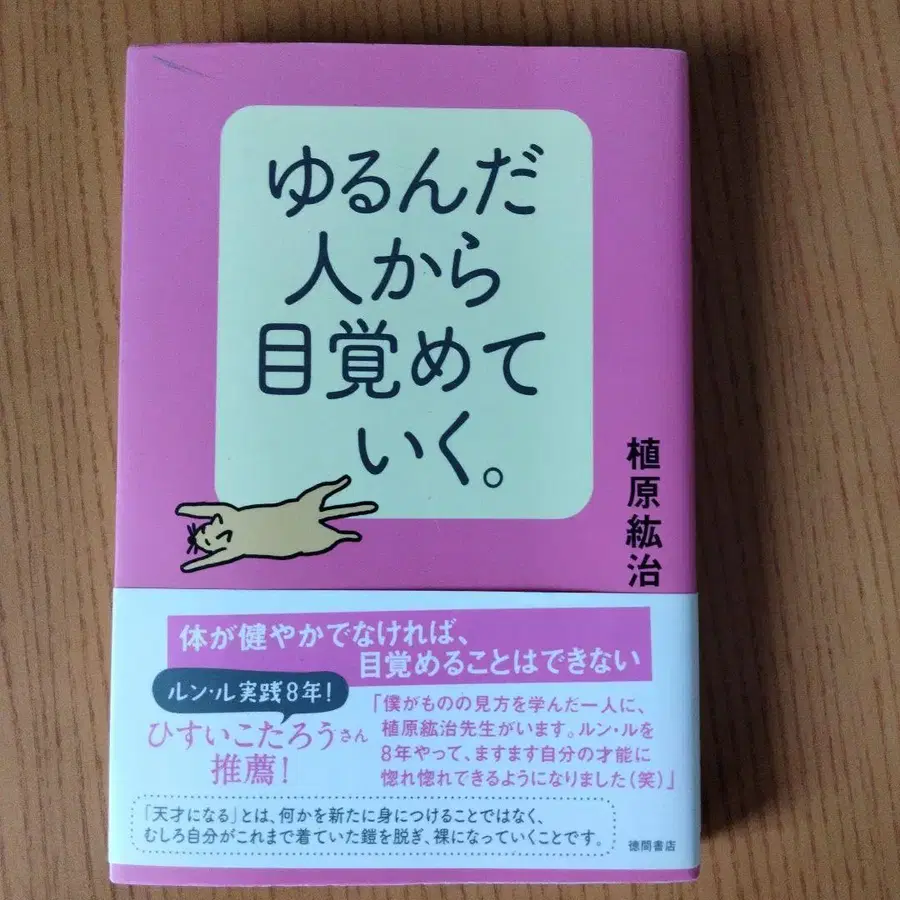 ゆるんだ
人から
目覚めて
いく。
植原紘治
体が健やかでなければ、
目覚めることはできない
ルン・ル実践8年!
ひすいこたろうさん
推薦!
「僕がものの見方を学んだ一人に、
植原紘治先生がいます。ルン・ルを
8年やって、ますます自分の才能に
惚れ惚れできるようになりました(笑)」
「天才になる」とは、何かを新たに身につけることではなく、
むしろ自分がこれまで着ていた鎧を脱ぎ、裸になっていくことです。
徳間書店